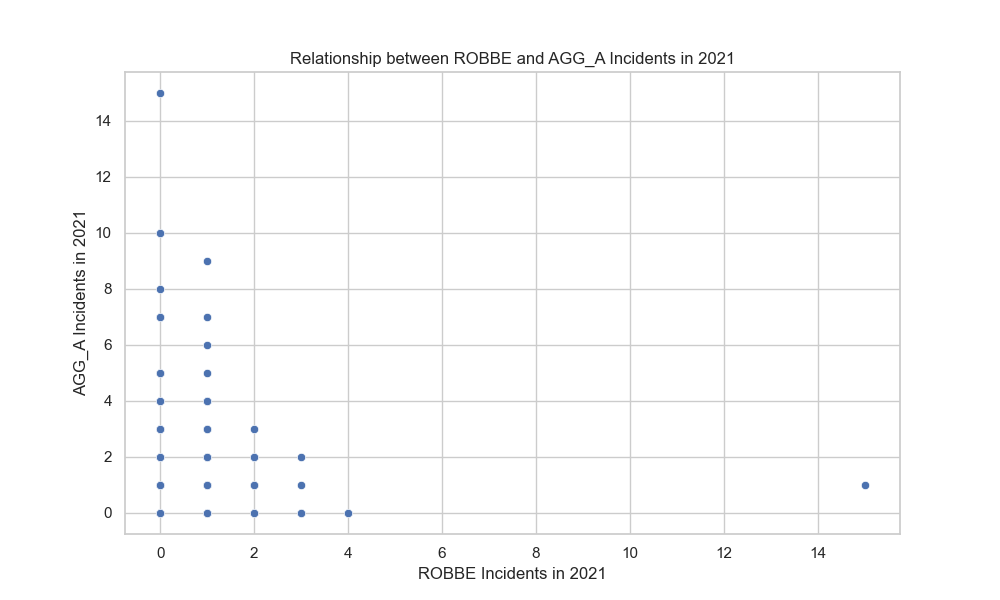 Relationship between ROBBE and AGG_A Incidents in 2021
AGG_A Incidents in 2021
14
12
10
8
6
4
2
0
0 2 4 6 8 10 12 14
ROBBE Incidents in 2021